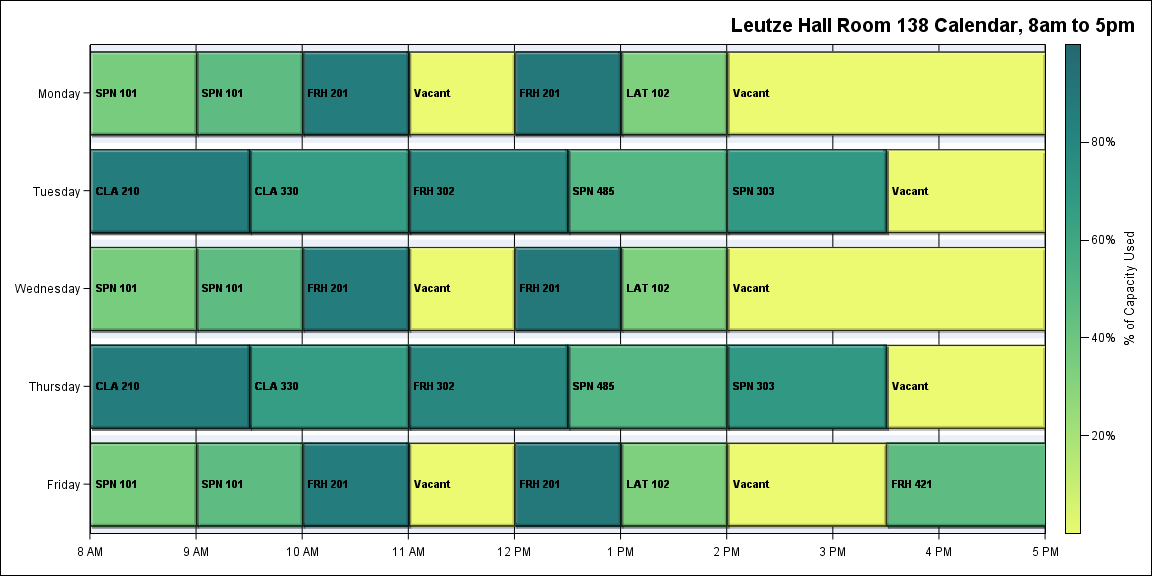 Leutze Hall Room 138 Calendar, 8am to 5pm
Monday
SPN 101
SPN 101
FRH 201
Vacant
FRH 201
LAT 102
Vacant
Tuesday
CLA 210
CLA 330
FRH 302
SPN 485
SPN 303
Vacant
Wednesday
SPN 101
SPN 101
FRH 201
Vacant
FRH 201
LAT 102
Vacant
Thursday
CLA 210
CLA 330
FRH 302
SPN 485
SPN 303
Vacant
Friday
SPN 101
SPN 101
FRH 201
Vacant
FRH 201
LAT 102
Vacant
FRH 421
8 AM
9 AM
10 AM
11 AM
12 PM
1 PM
2 PM
3 PM
4 PM
5 PM
80%
60%
40%
20%
% of Capacity Used